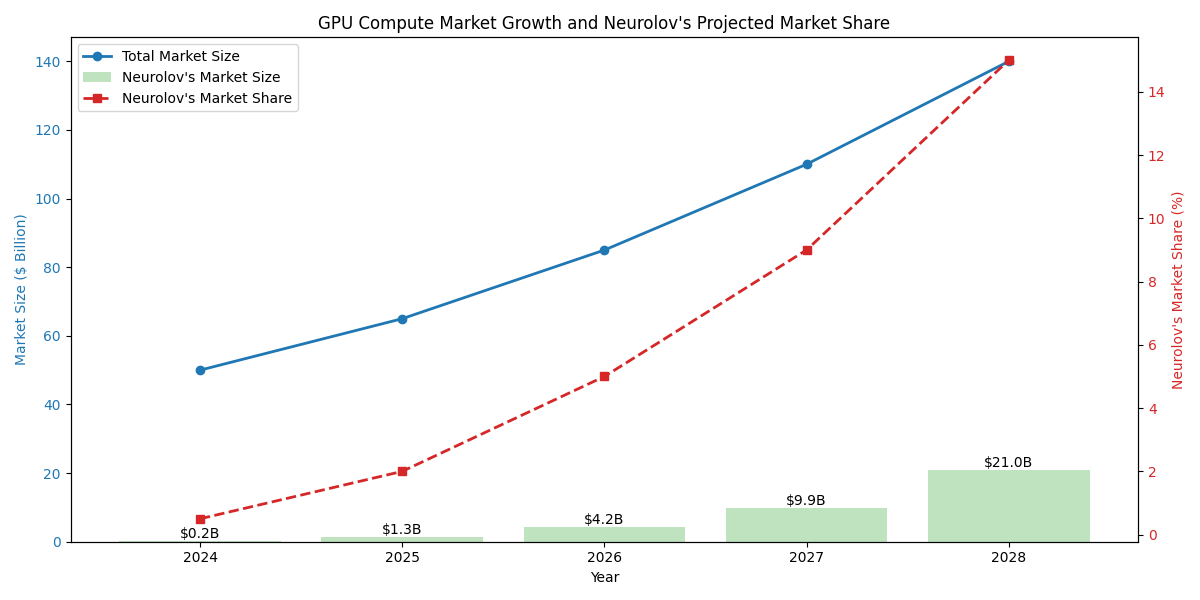 GPU Compute Market Growth and Neurolov's Projected Market Share
Total Market Size
Neurolov's Market Size
Neurolov's Market Share
Market Size ($ Billion)
140
120
100
80
60
40
20
0
$0.2B
$1.3B
$4.2B
$9.9B
$21.0B
14
12
10
8
6
4
2
0
Neurolov's Market Share (%)
2024 2025 2026 2027 2028
Year